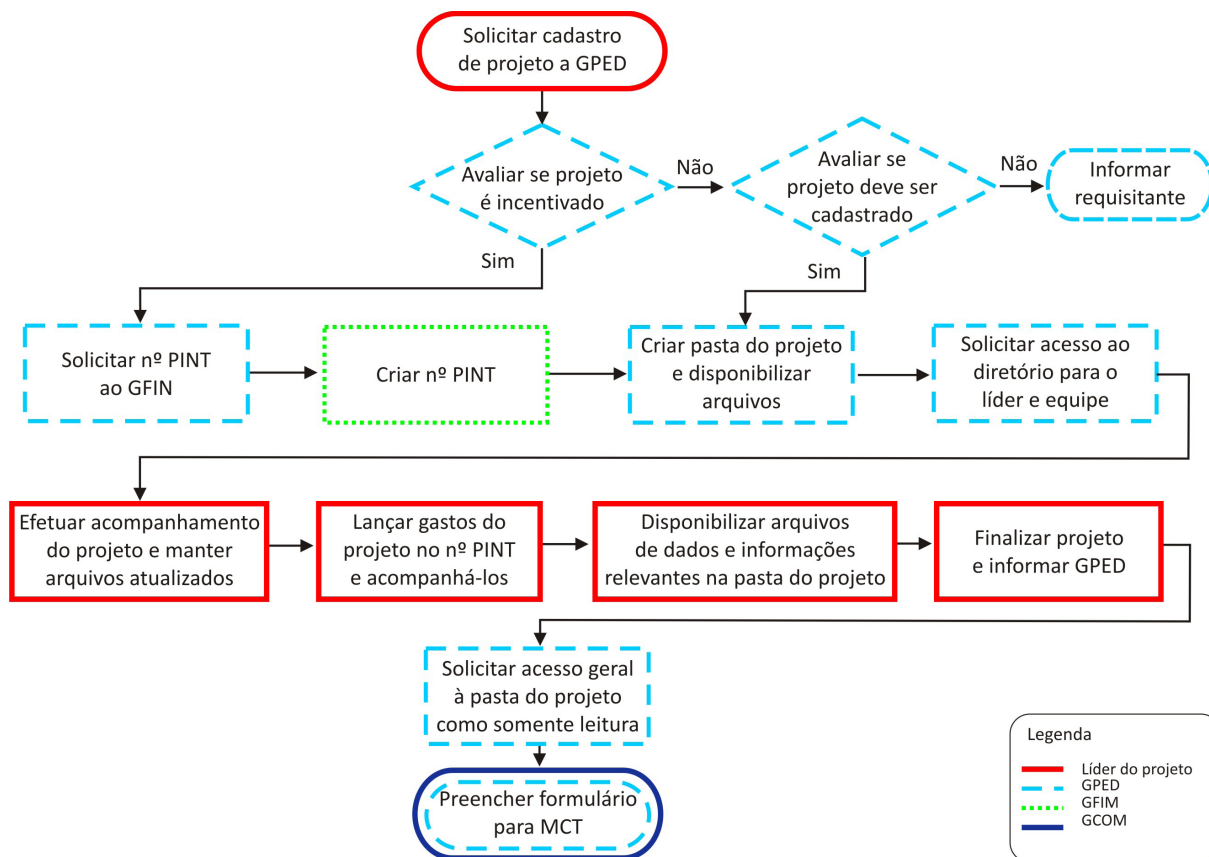 Solicitar cadastro
de projeto a GPED
Avaliar se projeto
é incentivado
Não
Avaliar se
projeto deve ser
cadastrado
Não
Informar
requisitante
Sim
Sim
Solicitar nº PINT
ao GFIN
Criar nº PINT
Criar pasta do projeto
e disponibilizar
arquivos
Solicitar acesso ao
diretório para o
líder e equipe
Efetuar acompanhamento
do projeto e manter
arquivos atualizados
Lançar gastos do
projeto no nº PINT
e acompanhá-los
Disponibilizar arquivos
de dados e informações
relevantes na pasta do projeto
Finalizar projeto
e informar GPED
Solicitar acesso geral
à pasta do projeto
como somente leitura
Preencher formulário
para MCT
Legenda
Líder do projeto
GPED
GFIM
GCOM